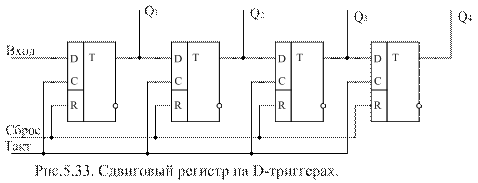 Q1 Q2 Q3 Q4
Вход
D T D T D T D T
C C C C
R R R R
Сброс
Такт
Рис.5.33. Сдвиговый регистр на D-триггерах.